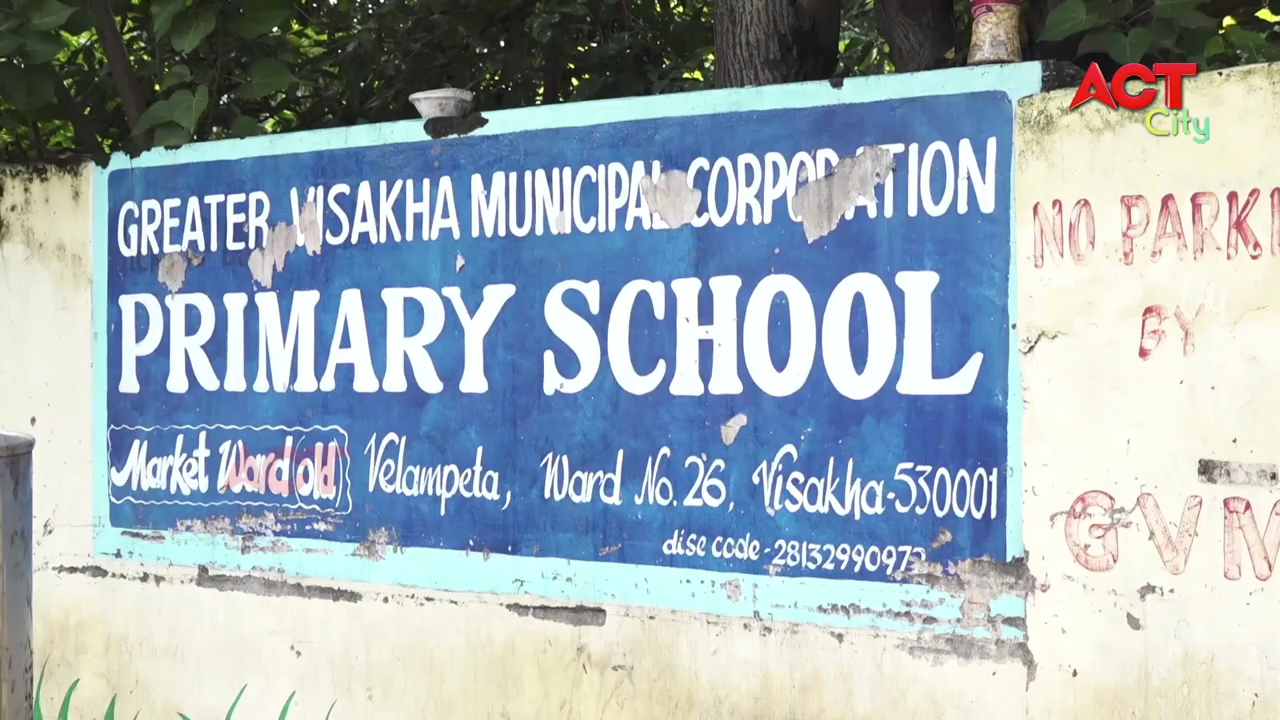 GREATER VISAKHA MUNICIPAL CORPORATION
PRIMARY SCHOOL
Market Ward (old) Velampeta, Ward No. 26, Visakha-530001
dise code - 2813299097
NO PARKI
BY
GVM
ACT
City